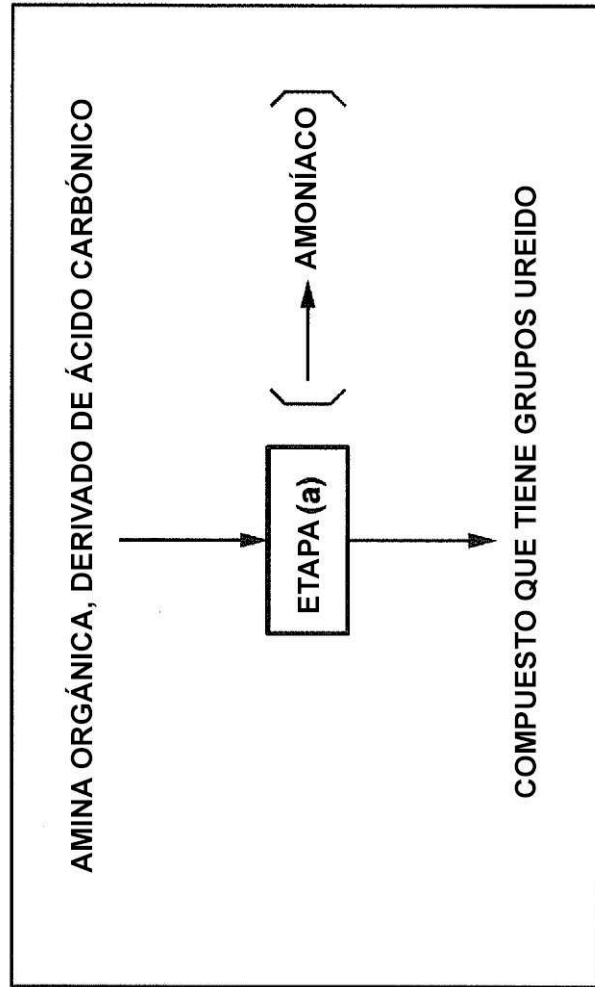 AMINA ORGÁNICA, DERIVADO DE ÁCIDO CARBÓNICO
ETAPA (a)
( → AMONÍACO )
COMPUESTO QUE TIENE GRUPOS UREIDO